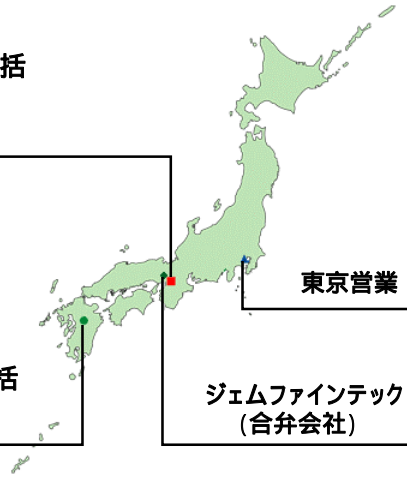 括
東京営業
括
ジェムファインテック
(合弁会社)